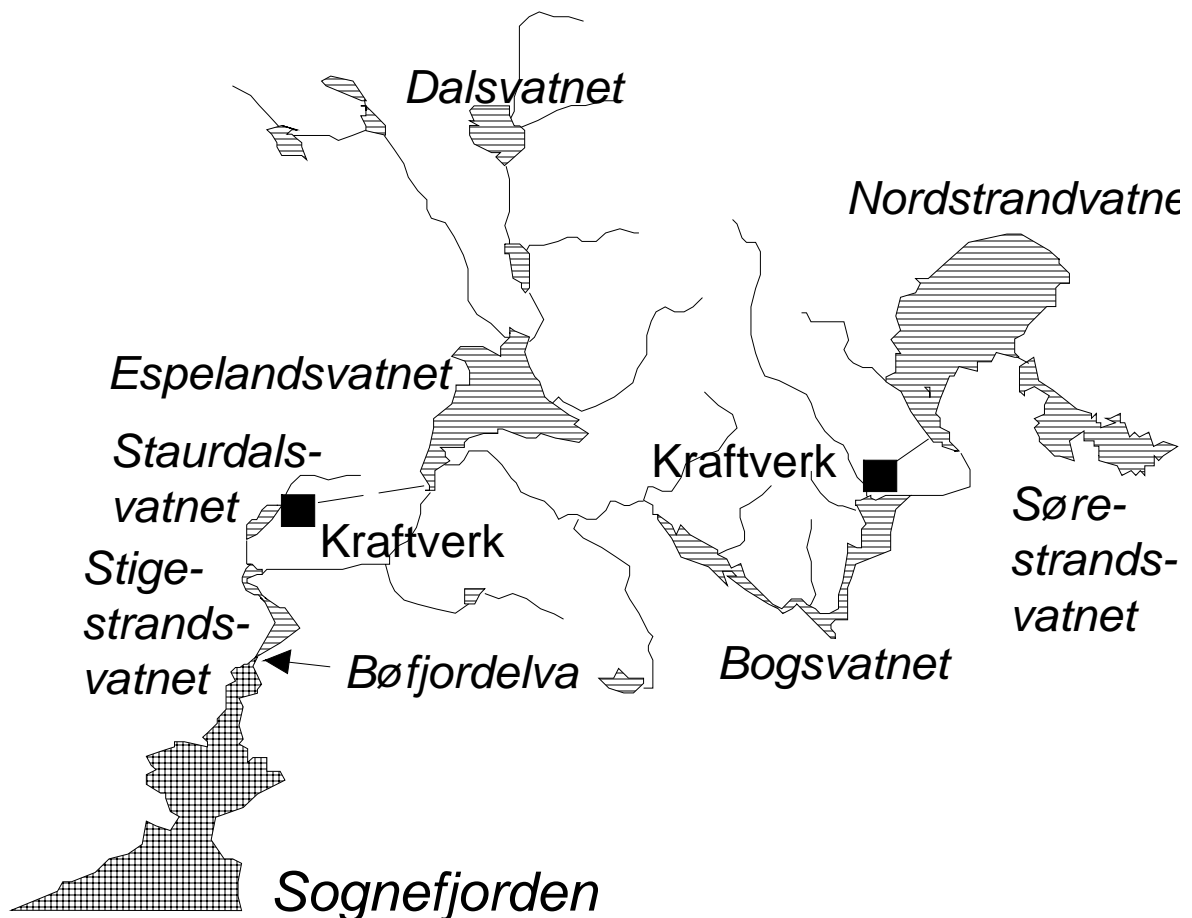 Dalsvatnet
Nordstrandvatne
Espelandsvatnet
Staurdals-
vatnet
Kraftverk
Kraftverk
Søre-
strands-
vatnet
Stige-
strands-
vatnet
Bøfjordelva
Bogsvatnet
Sognefjorden